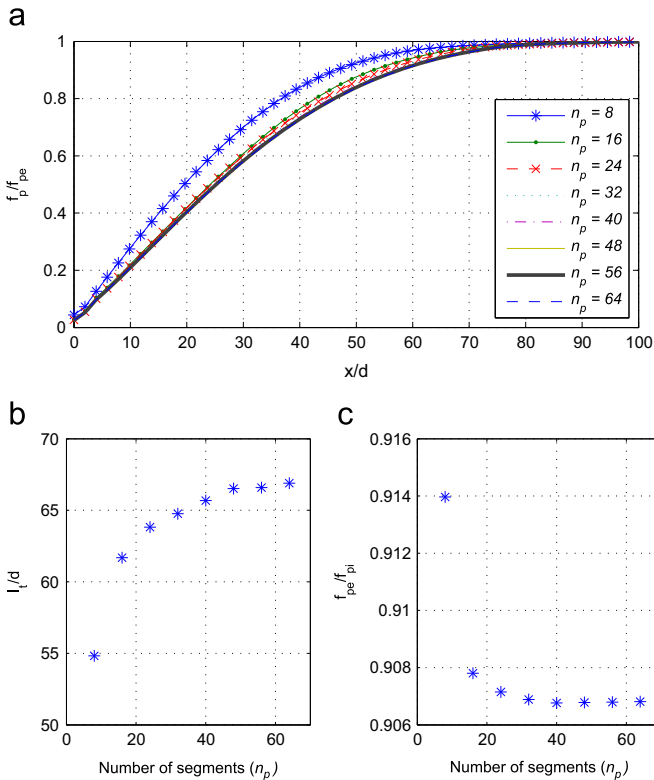 a
f_p/f_pe
1
0.8
0.6
0.4
0.2
0
0 10 20 30 40 50 60 70 80 90 100
x/d
n_p = 8
n_p = 16
n_p = 24
n_p = 32
n_p = 40
n_p = 48
n_p = 56
n_p = 64
b
l_t/d
70
65
60
55
50
0 20 40 60
Number of segments (n_p)
c
f_pe/f_pi
0.916
0.914
0.912
0.91
0.908
0.906
0 20 40 60
Number of segments (n_p)